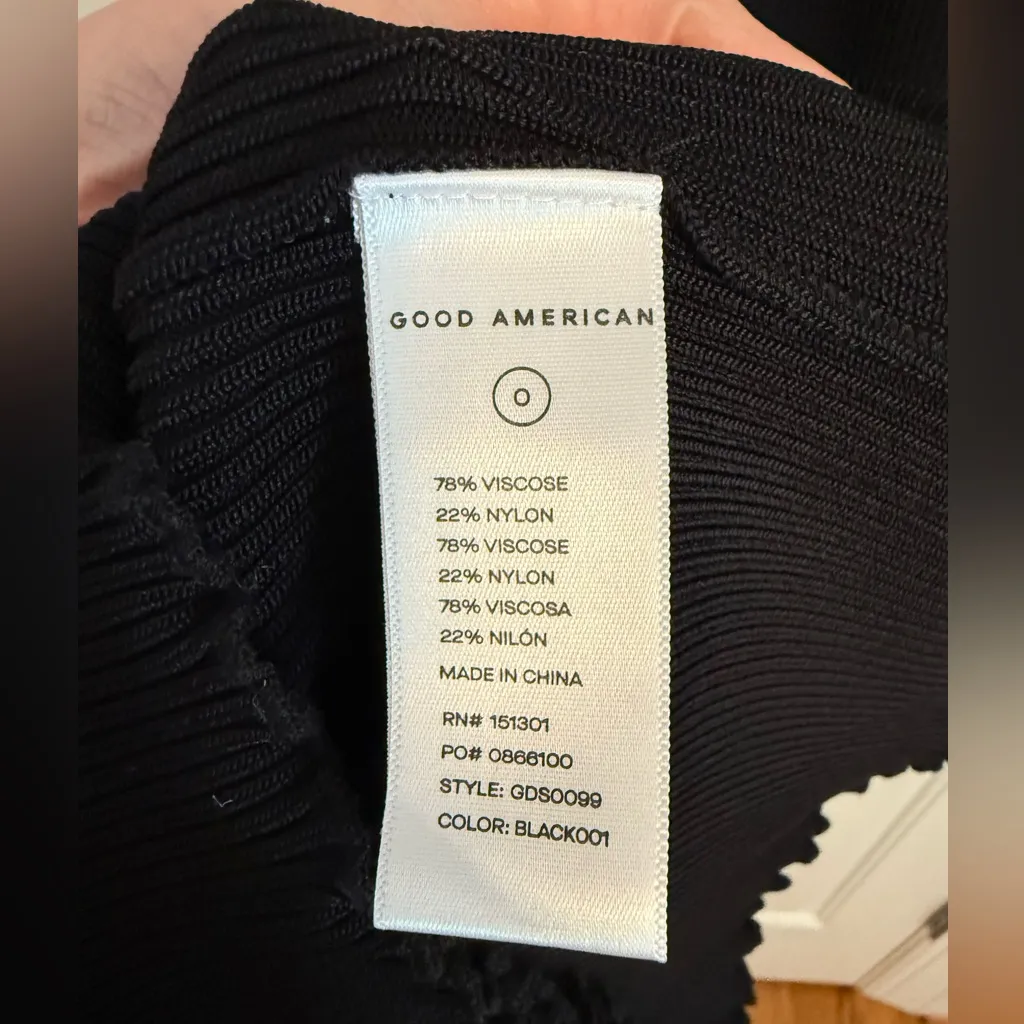 GOOD AMERICAN
0
78% VISCOSE
22% NYLON
78% VISCOSE
22% NYLON
78% VISCOSA
22% NILÓN
MADE IN CHINA
RN# 151301
PO# 0866100
STYLE: GDS0099
COLOR: BLACK001